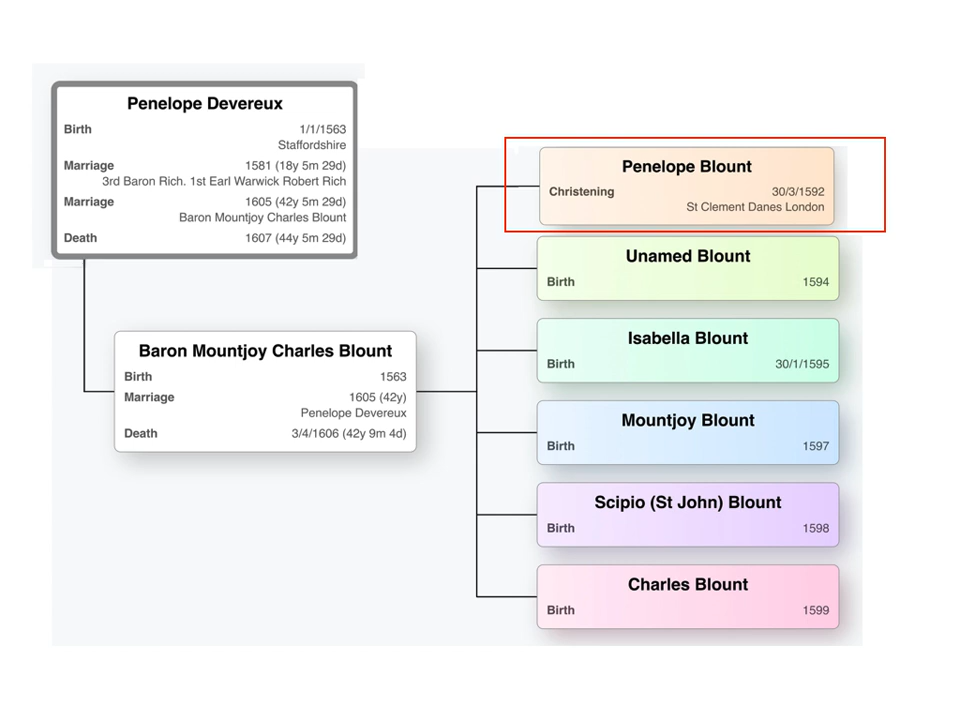 Penelope Devereux
Birth 1/1/1563
Staffordshire
Marriage 1581 (18y 5m 29d)
3rd Baron Rich. 1st Earl Warwick Robert Rich
Marriage 1605 (42y 5m 29d)
Baron Mountjoy Charles Blount
Death 1607 (44y 5m 29d)
Baron Mountjoy Charles Blount
Birth 1563
Marriage 1605 (42y)
Penelope Devereux
Death 3/4/1606 (42y 9m 4d)
Penelope Blount
Christening 30/3/1592
St Clement Danes London
Unamed Blount
Birth 1594
Isabella Blount
Birth 30/1/1595
Mountjoy Blount
Birth 1597
Scipio (St John) Blount
Birth 1598
Charles Blount
Birth 1599